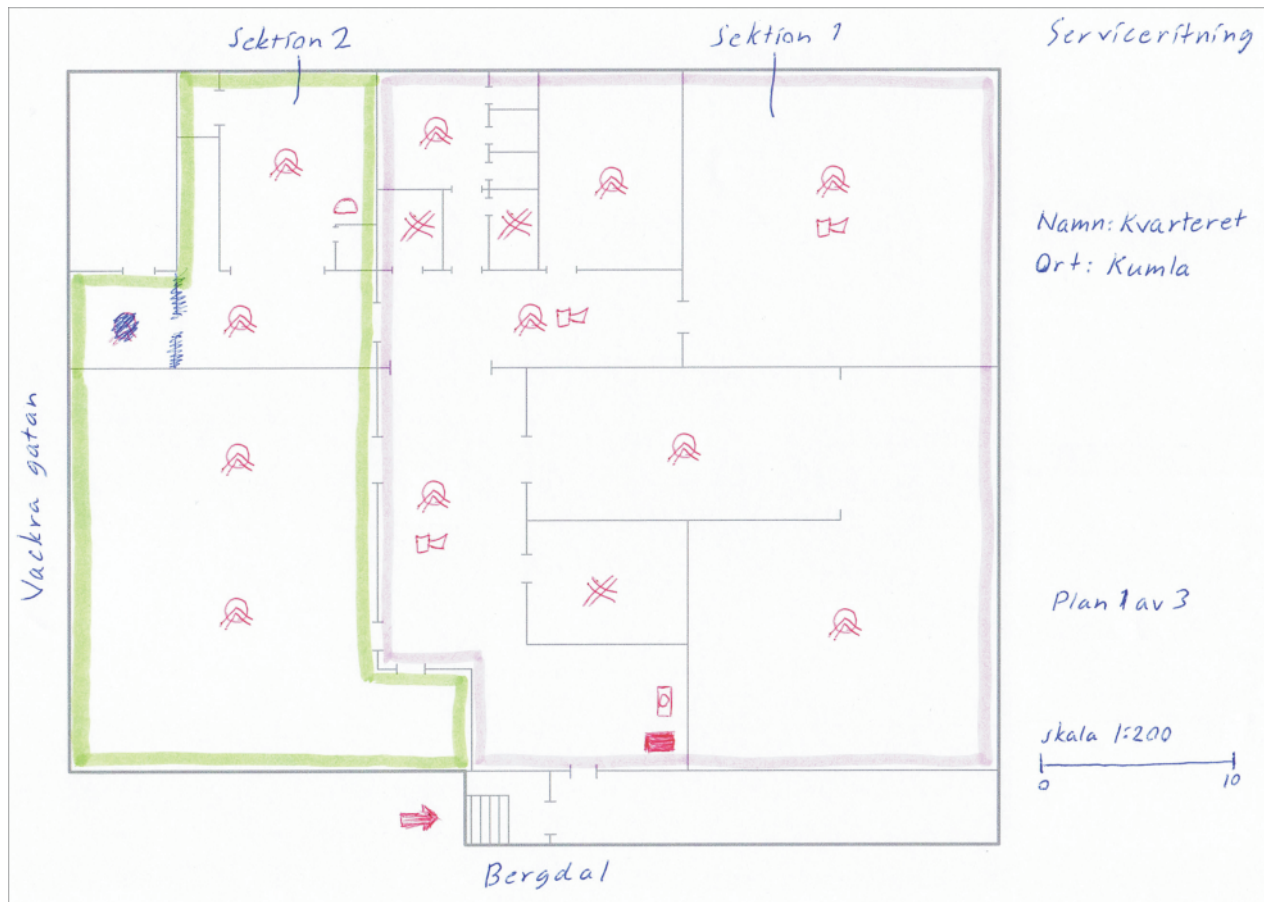 Sektion 2
Sektion 1
Serviceritning
Namn: Kvarteret
Ort: Kumla
Vackra gatan
Plan 1 av 3
skala 1:200
0 10
Bergdal